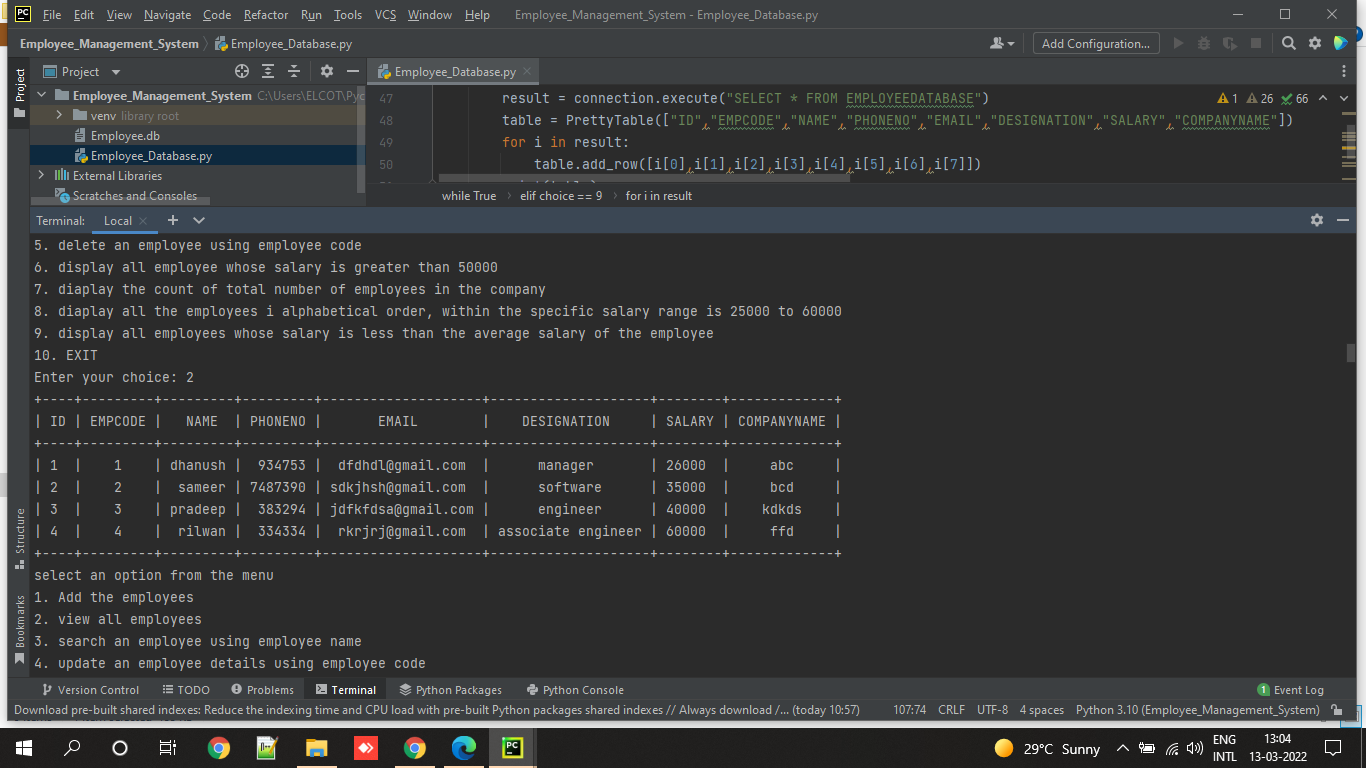 PC File Edit View Navigate Code Refactor Run Tools VCS Window Help Employee_Management_System - Employee_Database.py
Employee_Management_System Employee_Database.py Add Configuration...
Project Project Employee_Database.py
Employee_Management_System C:\Users\ELCOT\Pyc
venv library root
Employee.db
Employee_Database.py
External Libraries
Scratches and Consoles
47 result = connection.execute("SELECT * FROM EMPLOYEEDATABASE") 1 26 66
48 table = PrettyTable(["ID","EMPCODE","NAME","PHONENO","EMAIL","DESIGNATION","SALARY","COMPANYNAME"])
49 for i in result:
50 table.add_row([i[0],i[1],i[2],i[3],i[4],i[5],i[6],i[7]])
while True elif choice == 9 for i in result
Terminal: Local
5. delete an employee using employee code
6. display all employee whose salary is greater than 50000
7. diaplay the count of total number of employees in the company
8. diaplay all the employees i alphabetical order, within the specific salary range is 25000 to 60000
9. display all employees whose salary is less than the average salary of the employee
10. EXIT
Enter your choice: 2
+----+---------+---------+---------+--------------------+--------------------+--------+-------------+
| ID | EMPCODE |   NAME  | PHONENO |       EMAIL        |    DESIGNATION     | SALARY | COMPANYNAME |
+----+---------+---------+---------+--------------------+--------------------+--------+-------------+
| 1  |    1    | dhanush |  934753 |  dfdhdl@gmail.com  |      manager       | 26000  |     abc     |
| 2  |    2    |  sameer | 7487390 | sdkjhsh@gmail.com  |      software      | 35000  |     bcd     |
| 3  |    3    | pradeep |  383294 | jdfkfdsa@gmail.com |      engineer      | 40000  |    kdkds    |
| 4  |    4    |  rilwan |  334334 |  rkrjrj@gmail.com  | associate engineer | 60000  |     ffd     |
+----+---------+---------+---------+--------------------+--------------------+--------+-------------+
select an option from the menu
1. Add the employees
2. view all employees
3. search an employee using employee name
4. update an employee details using employee code
Structure
Bookmarks
Version Control TODO Problems Terminal Python Packages Python Console 1 Event Log
Download pre-built shared indexes: Reduce the indexing time and CPU load with pre-built Python packages shared indexes // Always download /... (today 10:57) 107:74 CRLF UTF-8 4 spaces Python 3.10 (Employee_Management_System)
PC 29°C Sunny ENG 13:04
INTL 13-03-2022